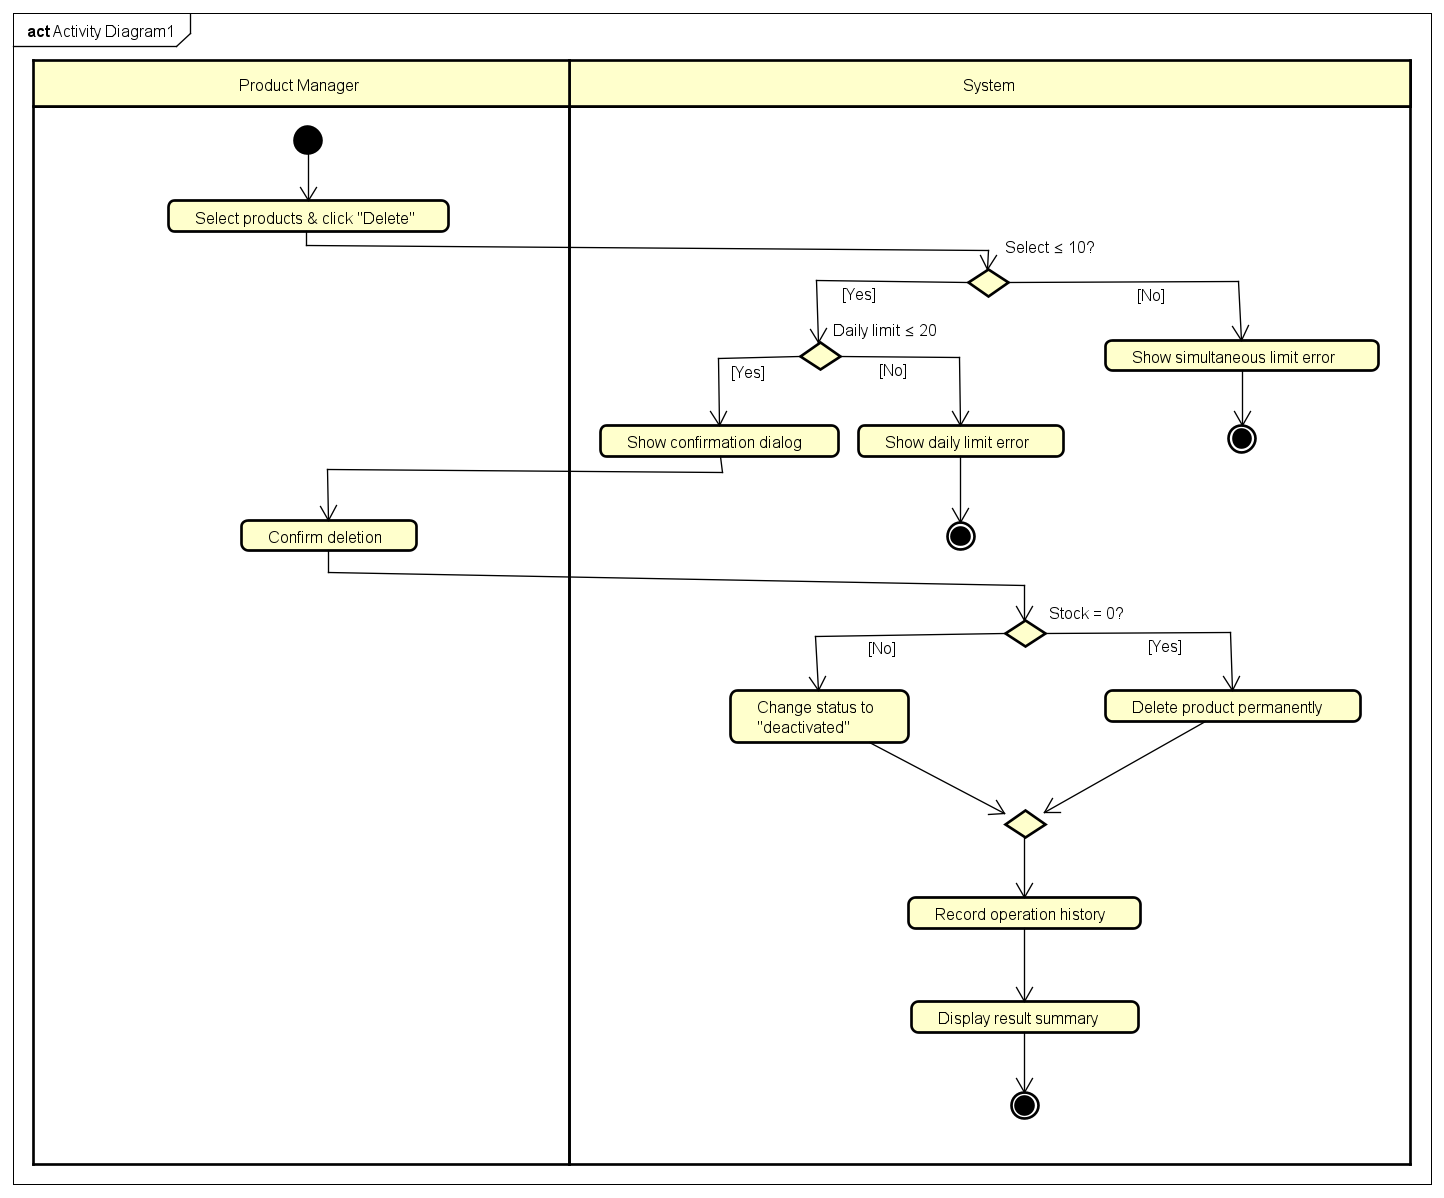 act Activity Diagram1
Product Manager
System
Select products & click "Delete"
Select ≤ 10?
[Yes]
[No]
Daily limit ≤ 20
Show simultaneous limit error
[Yes]
[No]
Show confirmation dialog
Show daily limit error
Confirm deletion
Stock = 0?
[No]
[Yes]
Change status to
"deactivated"
Delete product permanently
Record operation history
Display result summary